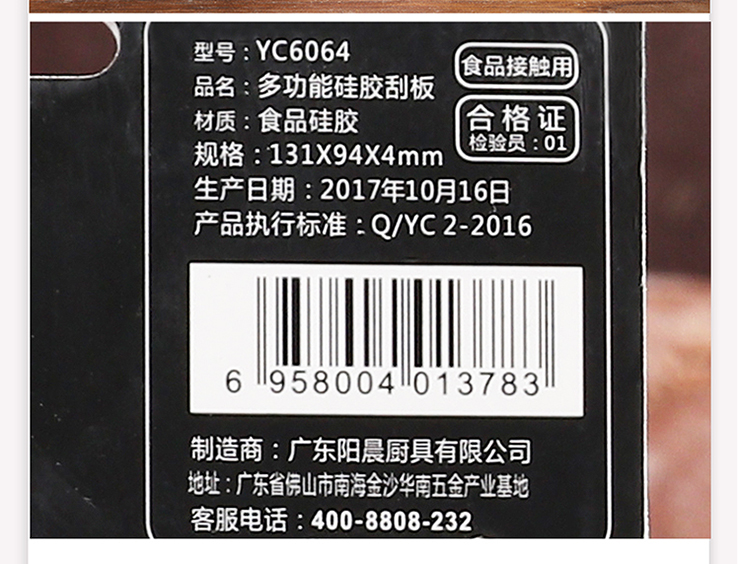 型号：YC6064
食品接触用
品名：多功能硅胶刮板
材质：食品硅胶
合格证
检验员：01
规格：131X94X4mm
生产日期：2017年10月16日
产品执行标准：Q/YC 2-2016
6 958004 013783
制造商：广东阳晨厨具有限公司
地址：广东省佛山市南海金沙华南五金产业基地
客服电话：400-8808-232